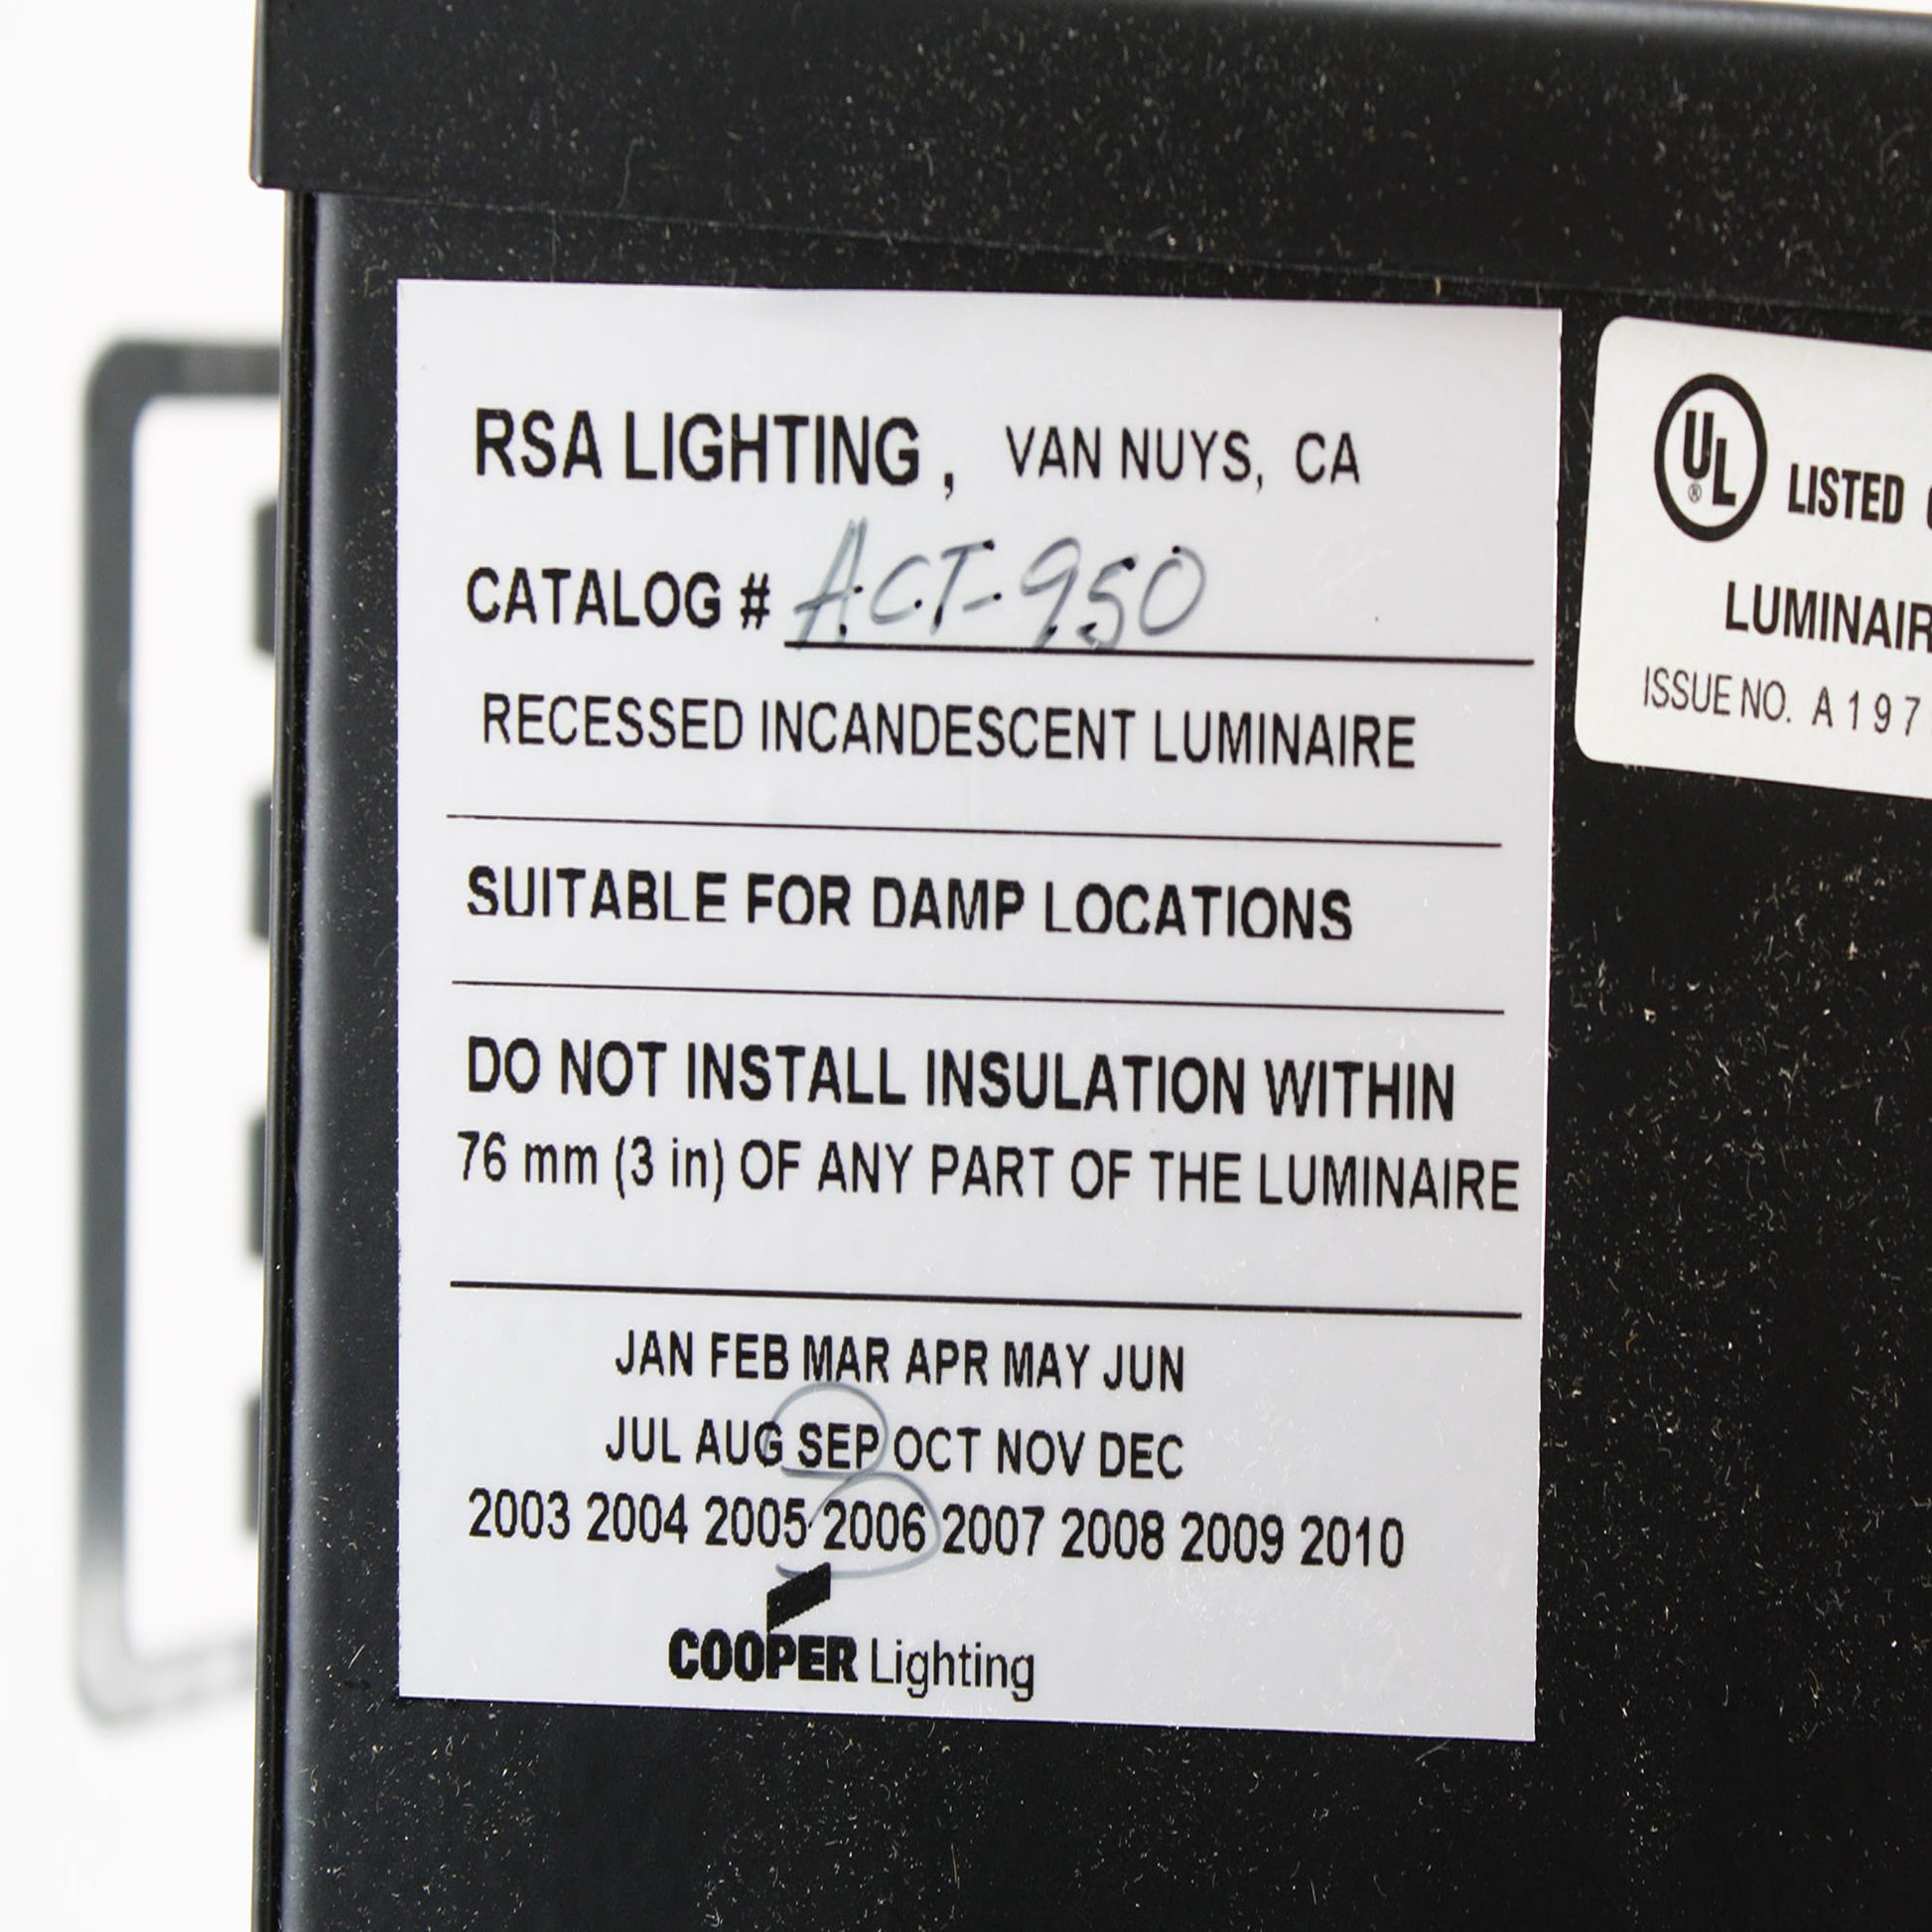 RSA LIGHTING, VAN NUYS, CA
CATALOG # ACT-950
RECESSED INCANDESCENT LUMINAIRE
SUITABLE FOR DAMP LOCATIONS
DO NOT INSTALL INSULATION WITHIN
76 mm (3 in) OF ANY PART OF THE LUMINAIRE
JAN FEB MAR APR MAY JUN
JUL AUG SEP OCT NOV DEC
2003 2004 2005 2006 2007 2008 2009 2010
COOPER Lighting
UL ® LISTED
LUMINAIR
ISSUE NO. A197